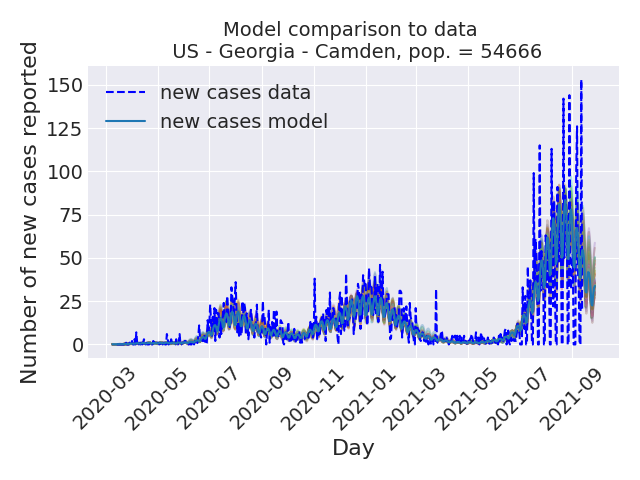 Model comparison to data
US - Georgia - Camden, pop. = 54666
Number of new cases reported
150
125
100
75
50
25
0
new cases data
new cases model
2020-03
2020-05
2020-07
2020-09
2020-11
2021-01
2021-03
2021-05
2021-07
2021-09
Day